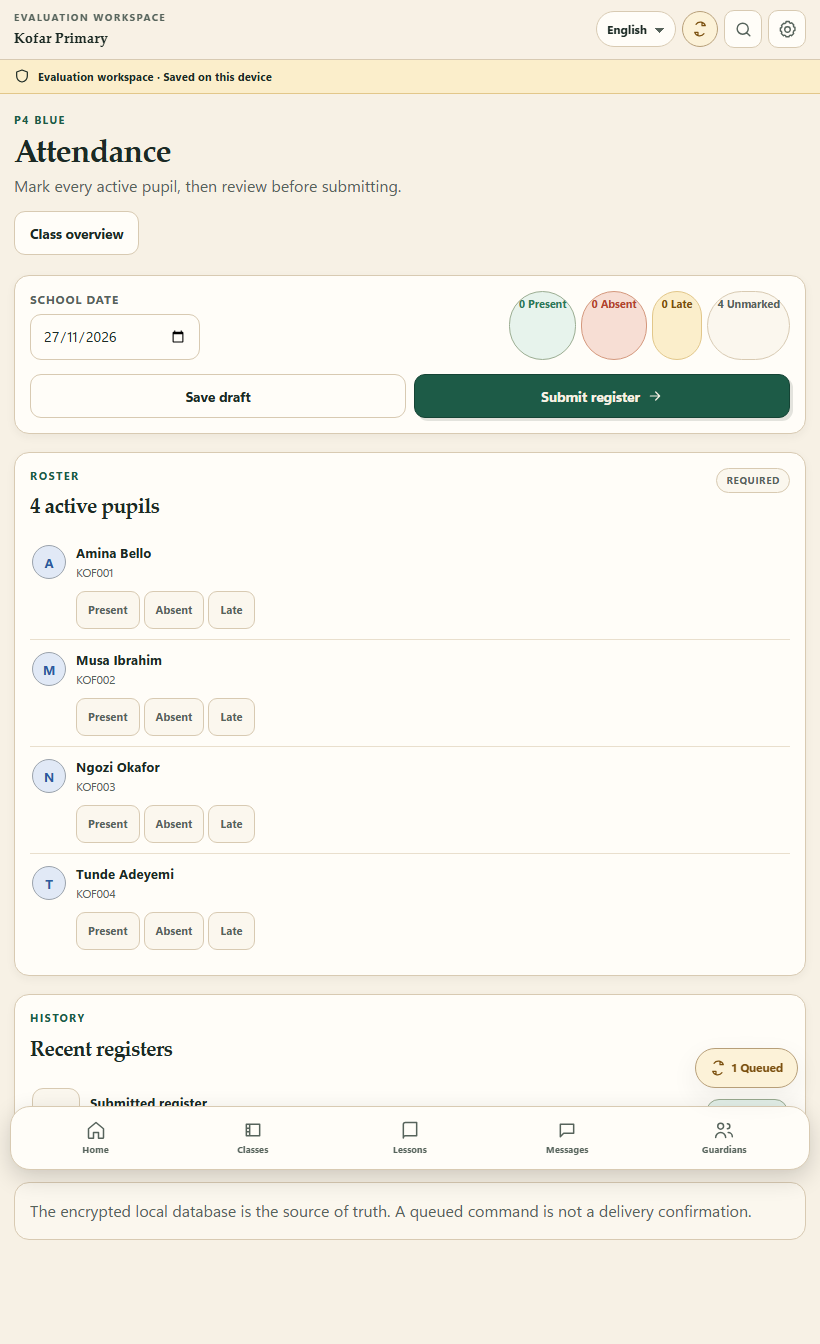 EVALUATION WORKSPACE
Kofar Primary
English
Evaluation workspace · Saved on this device
P4 BLUE
Attendance
Mark every active pupil, then review before submitting.
Class overview
SCHOOL DATE
27/11/2026
0 Present
0 Absent
0 Late
4 Unmarked
Save draft
Submit register →
ROSTER
4 active pupils
REQUIRED
A
Amina Bello
KOF001
Present
Absent
Late
M
Musa Ibrahim
KOF002
Present
Absent
Late
N
Ngozi Okafor
KOF003
Present
Absent
Late
T
Tunde Adeyemi
KOF004
Present
Absent
Late
HISTORY
Recent registers
1 Queued
Submitted register
Home
Classes
Lessons
Messages
Guardians
The encrypted local database is the source of truth. A queued command is not a delivery confirmation.